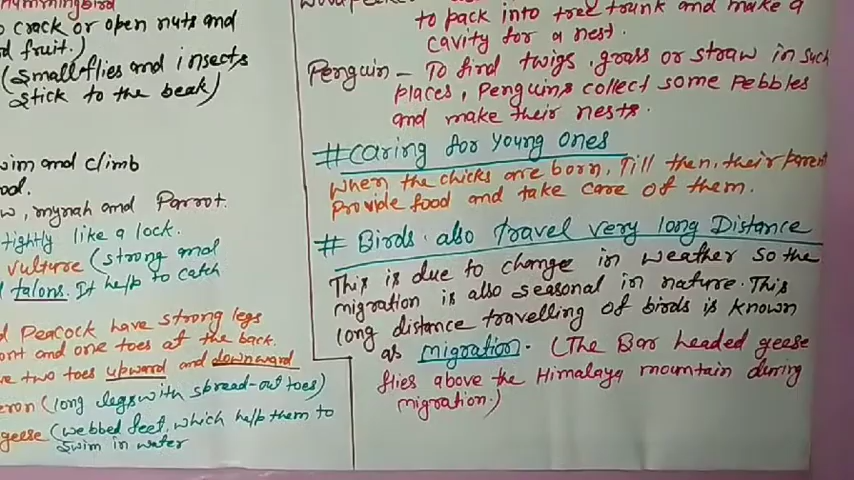 Hummingbird
o crack or open nuts and
d fruit.)
(Small flies and insects
stick to the beak)
wim and climb
od.
w, mynah and Parrot.
tightly like a lock.
vulture (strong and
talons. It help to catch
d Peacock have strong legs
ont and one toes at the back.
ve two toes upward and downward
eron (long legs with spread-out toes)
geese (webbed feet, which help them to
swim in water
to pack into tree trunk and make a
cavity for a nest.
Penguin - To find twigs, grass or straw in such
places, Penguins collect some Pebbles
and make their nests.
# Caring for Young Ones
When the chicks are born, Till then, their Parent
Provide food and take care of them.
# Birds also travel very long Distance
This is due to change in weather so the
migration is also seasonal in nature. This
long distance travelling of birds is known
as migration. (The Bar headed geese
flies above the Himalaya mountain during
migration.)